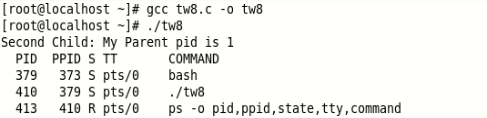 [root@localhost ~]# gcc tw8.c -o tw8
[root@localhost ~]# ./tw8
Second Child: My Parent pid is 1
  PID  PPID S TT       COMMAND
  379   373 S pts/0    bash
  410   379 S pts/0    ./tw8
  413   410 R pts/0    ps -o pid,ppid,state,tty,command